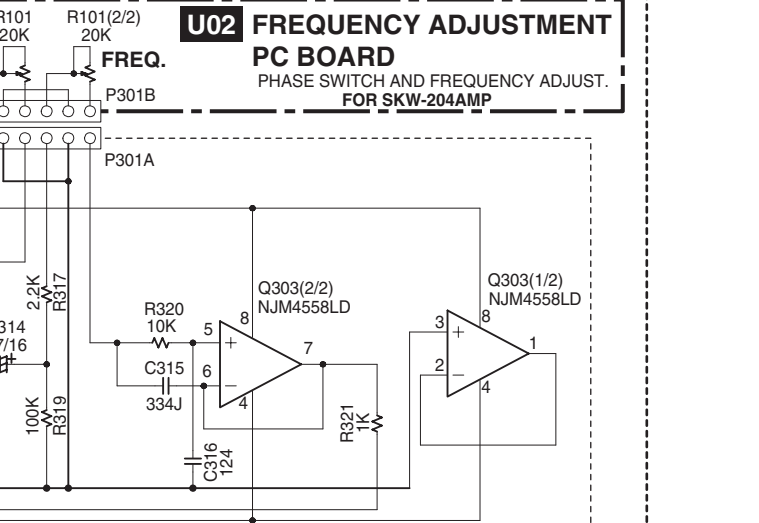 R101
20K
R101(2/2)
20K
FREQ.
U02 FREQUENCY ADJUSTMENT
PC BOARD
PHASE SWITCH AND FREQUENCY ADJUST.
FOR SKW-204AMP
P301B
P301A
Q303(2/2)
NJM4558LD
Q303(1/2)
NJM4558LD
2.2K
R317
R320
10K
5
6
7
8
4
+
−
C315
334J
314
7/16
+
100K
R319
C316
124
R321
1K
3
2
1
8
4
+
−